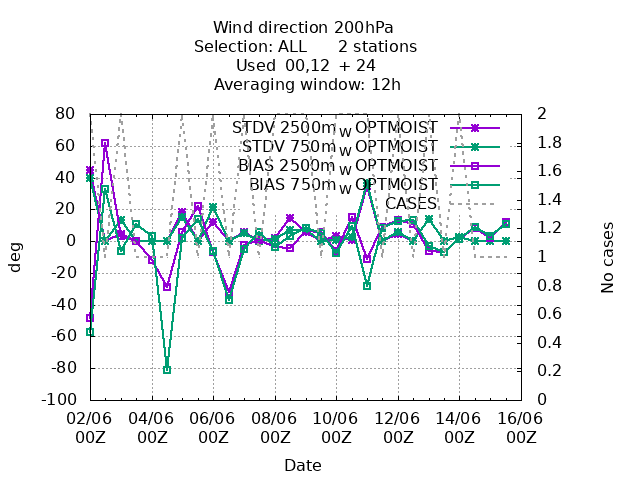 Wind direction 200hPa
Selection: ALL 2 stations
Used 00,12 + 24
Averaging window: 12h
STDV 2500m_W OPTMOIST
STDV 750m_W OPTMOIST
BIAS 2500m_W OPTMOIST
BIAS 750m_W OPTMOIST
CASES
80
60
40
20
0
-20
-40
-60
-80
-100
deg
2
1.8
1.6
1.4
1.2
1
0.8
0.6
0.4
0.2
0
No cases
02/06 04/06 06/06 08/06 10/06 12/06 14/06 16/06
00Z 00Z 00Z 00Z 00Z 00Z 00Z 00Z
Date